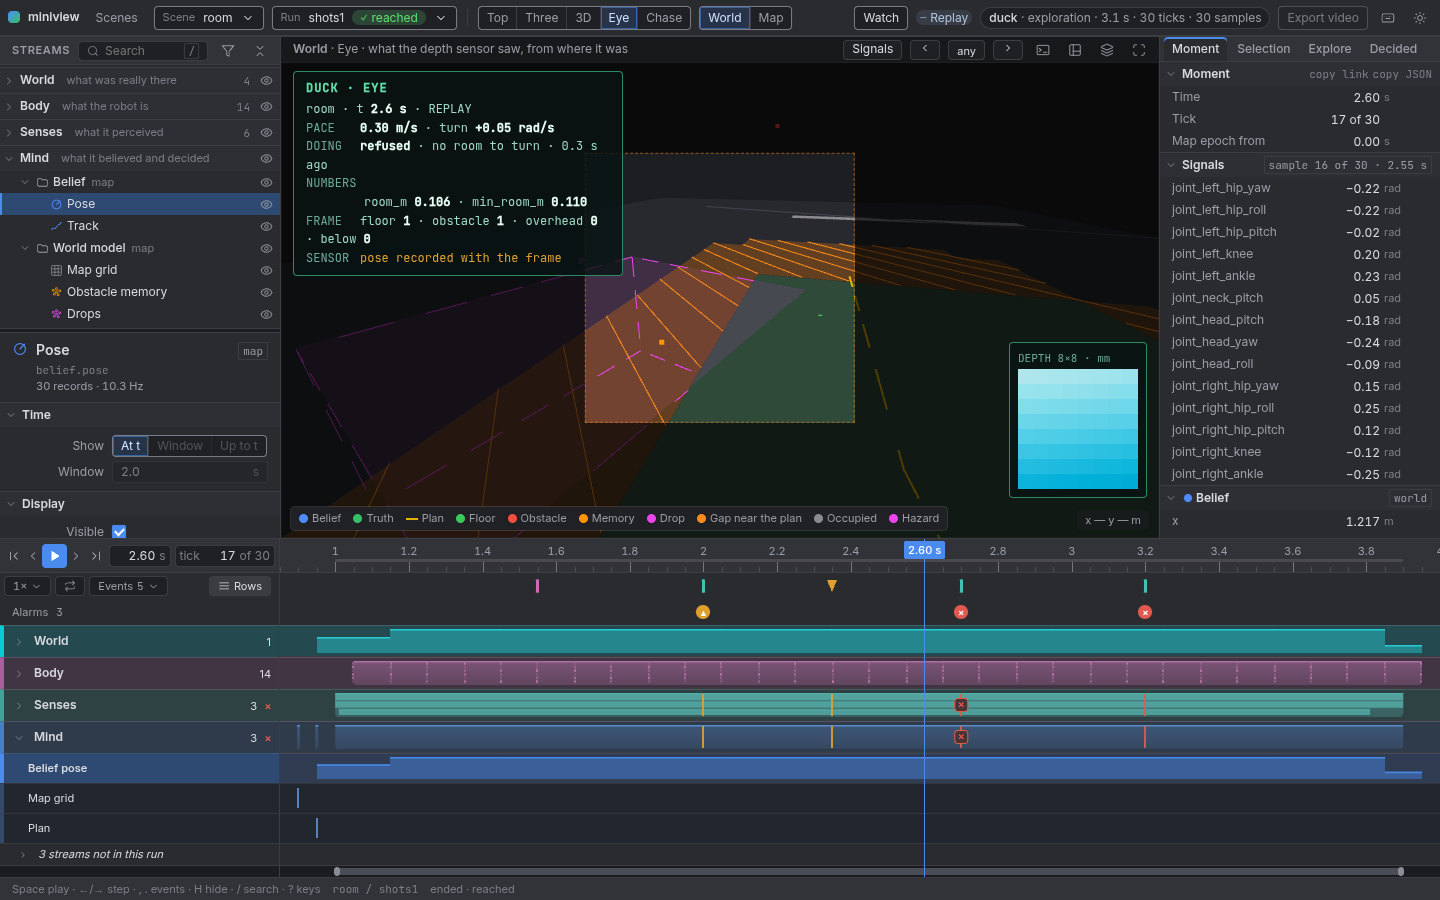 miniview Scenes Scene room Run shots1 ✓ reached Top Three 3D Eye Chase World Map Watch Replay duck · exploration · 3.1 s · 30 ticks · 30 samples Export video
STREAMS Search /
World what was really there 4
Body what the robot is 14
Senses what it perceived 6
Mind what it believed and decided
Belief map
Pose
Track
World model map
Map grid
Obstacle memory
Drops
Pose map
belief.pose
30 records · 10.3 Hz
Time
Show At t Window Up to t
Window 2.0 s
Display
Visible
World · Eye · what the depth sensor saw, from where it was Signals any
DUCK · EYE
room · t 2.6 s · REPLAY
PACE 0.30 m/s · turn +0.05 rad/s
DOING refused · no room to turn · 0.3 s
ago
NUMBERS
room_m 0.106 · min_room_m 0.110
FRAME floor 1 · obstacle 1 · overhead 0
· below 0
SENSOR pose recorded with the frame
DEPTH 8×8 · mm
Belief Truth Plan Floor Obstacle Memory Drop Gap near the plan Occupied Hazard
x — y — m
Moment Selection Explore Decided
Moment copy link copy JSON
Time 2.60 s
Tick 17 of 30
Map epoch from 0.00 s
Signals sample 16 of 30 · 2.55 s
joint_left_hip_yaw −0.22 rad
joint_left_hip_roll −0.22 rad
joint_left_hip_pitch −0.02 rad
joint_left_knee 0.20 rad
joint_left_ankle 0.23 rad
joint_neck_pitch 0.05 rad
joint_head_pitch −0.18 rad
joint_head_yaw −0.24 rad
joint_head_roll −0.09 rad
joint_right_hip_yaw 0.15 rad
joint_right_hip_roll 0.25 rad
joint_right_hip_pitch 0.12 rad
joint_right_knee −0.12 rad
joint_right_ankle −0.25 rad
Belief world
x 1.217 m
2.60 s tick 17 of 30 1 1.2 1.4 1.6 1.8 2 2.2 2.4 2.60 s 2.8 3 3.2 3.4 3.6 3.8
1× Events 5 Rows
Alarms 3
World 1
Body 14
Senses 3 ×
Mind 3 ×
Belief pose
Map grid
Plan
3 streams not in this run
Space play · ←/→ step · , . events · H hide · / search · ? keys room / shots1 ended · reached